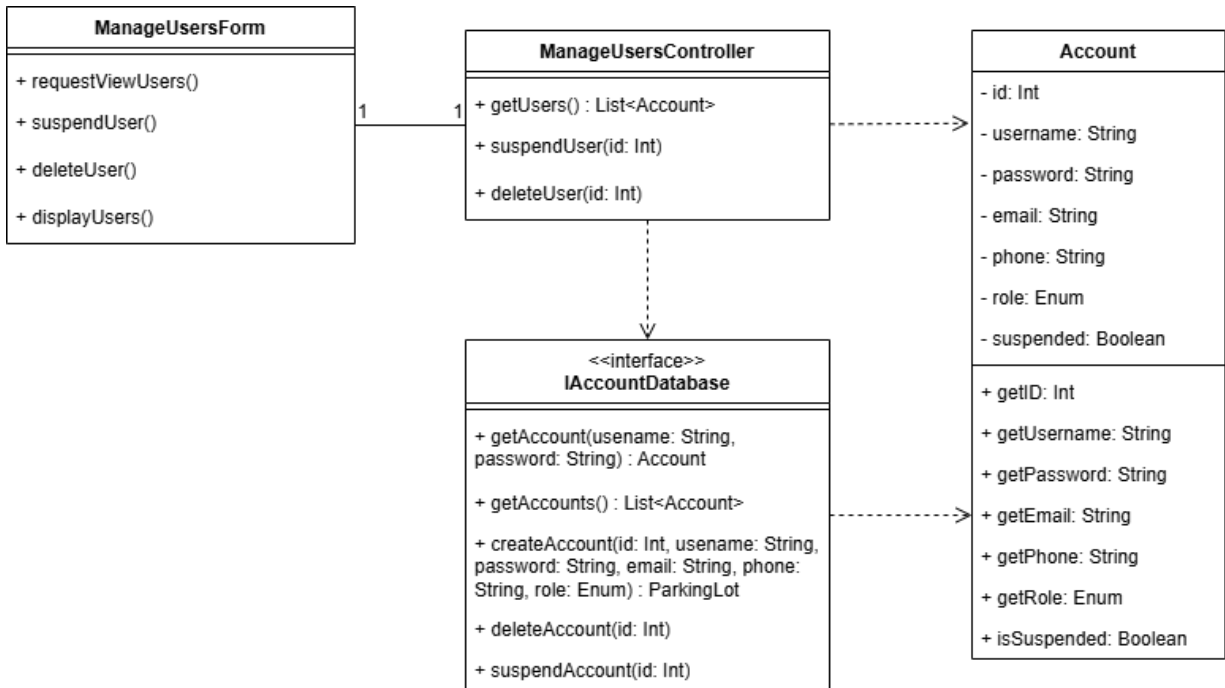 ManageUsersForm
+ requestViewUsers()
+ suspendUser()
+ deleteUser()
+ displayUsers()
1
1
ManageUsersController
+ getUsers() : List<Account>
+ suspendUser(id: Int)
+ deleteUser(id: Int)
Account
- id: Int
- username: String
- password: String
- email: String
- phone: String
- role: Enum
- suspended: Boolean
+ getID: Int
+ getUsername: String
+ getPassword: String
+ getEmail: String
+ getPhone: String
+ getRole: Enum
+ isSuspended: Boolean
<<interface>>
IAccountDatabase
+ getAccount(usename: String,
password: String) : Account
+ getAccounts() : List<Account>
+ createAccount(id: Int, usename: String,
password: String, email: String, phone:
String, role: Enum) : ParkingLot
+ deleteAccount(id: Int)
+ suspendAccount(id: Int)